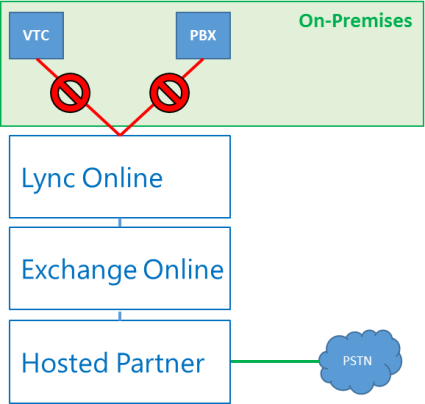 On-Premises
VTC
PBX
Lync Online
Exchange Online
Hosted Partner
PSTN